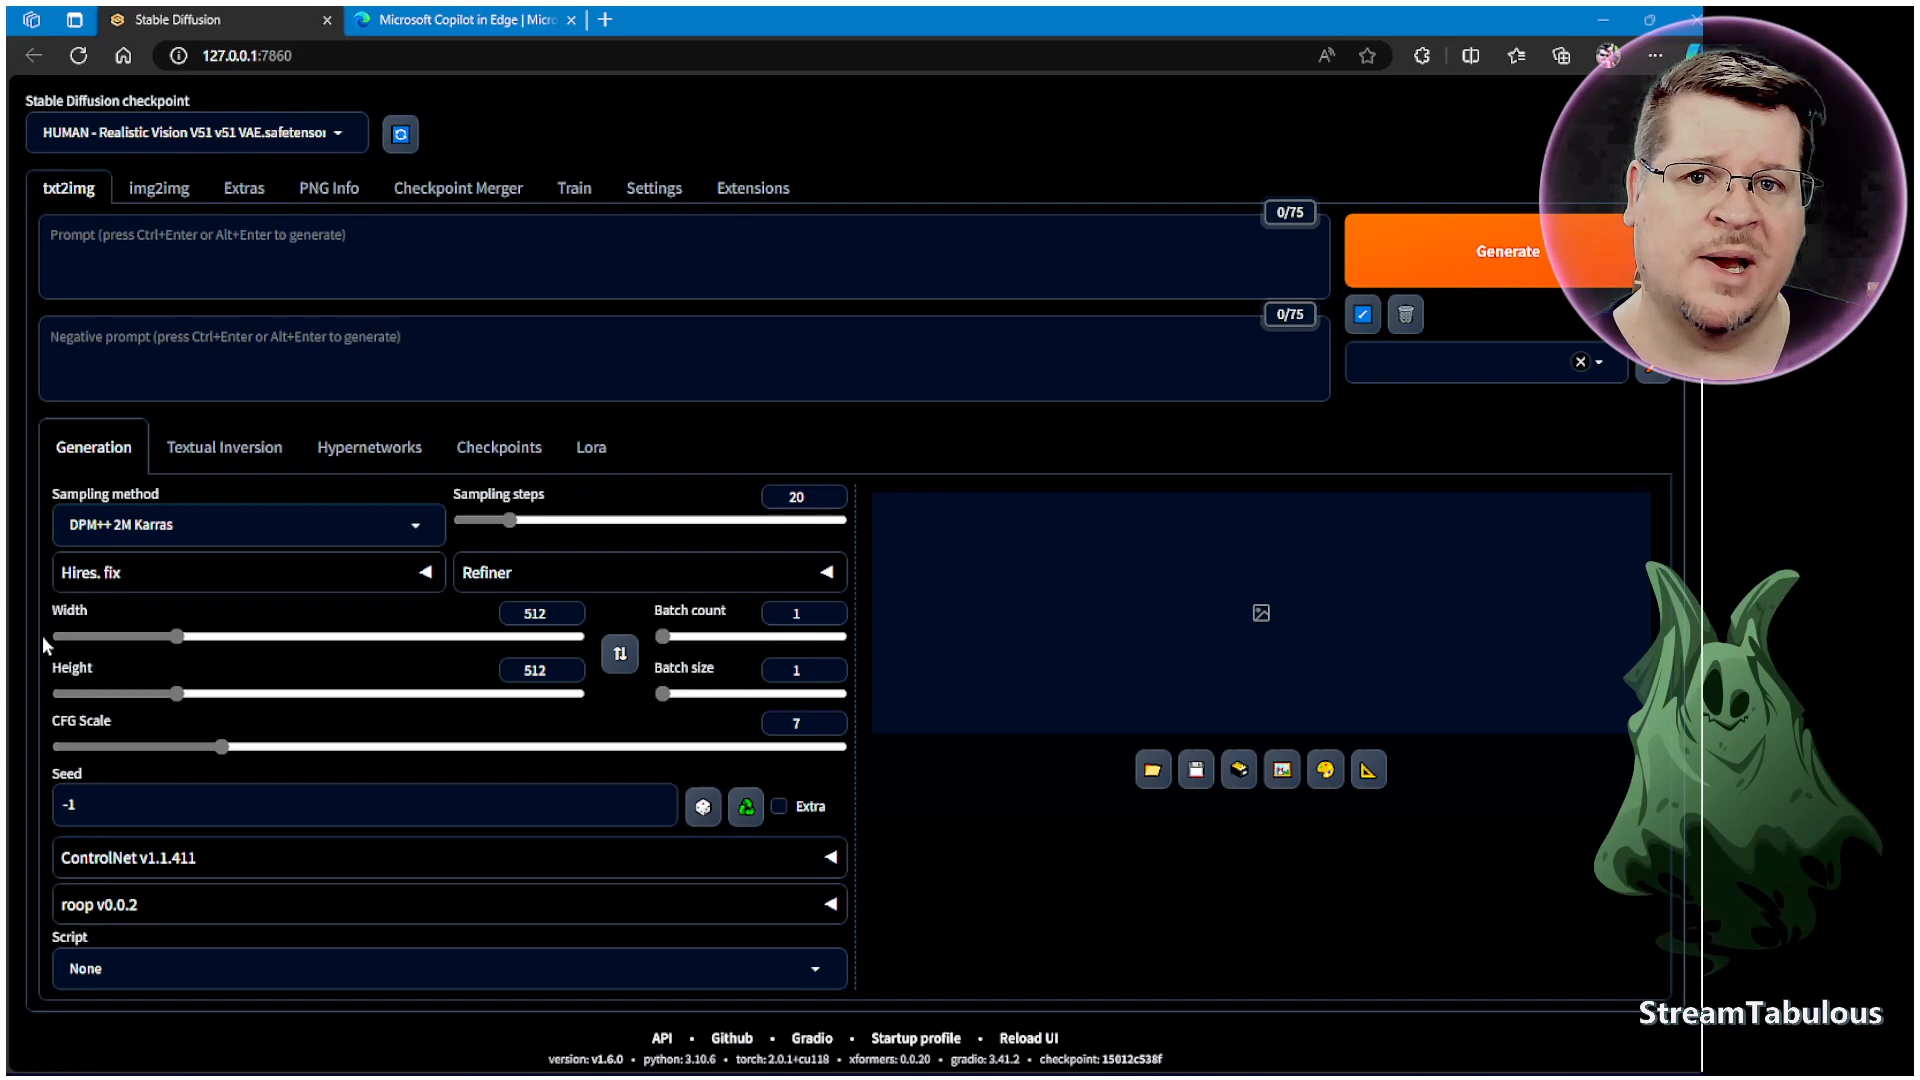 Stable Diffusion
Microsoft Copilot in Edge | Micro
127.0.0.1:7860
Stable Diffusion checkpoint
HUMAN - Realistic Vision V51 v51 VAE.safetensor
txt2img
img2img
Extras
PNG Info
Checkpoint Merger
Train
Settings
Extensions
0/75
Prompt (press Ctrl+Enter or Alt+Enter to generate)
Generate
0/75
Negative prompt (press Ctrl+Enter or Alt+Enter to generate)
Generation
Textual Inversion
Hypernetworks
Checkpoints
Lora
Sampling method
Sampling steps
20
DPM++ 2M Karras
Hires. fix
Refiner
Width
512
Batch count
1
Height
512
Batch size
1
CFG Scale
7
Seed
-1
Extra
ControlNet v1.1.411
roop v0.0.2
Script
None
StreamTabulous
API • Github • Gradio • Startup profile • Reload UI
version: v1.6.0 • python: 3.10.6 • torch: 2.0.1+cu118 • xformers: 0.0.20 • gradio: 3.41.2 • checkpoint: 15012c538f